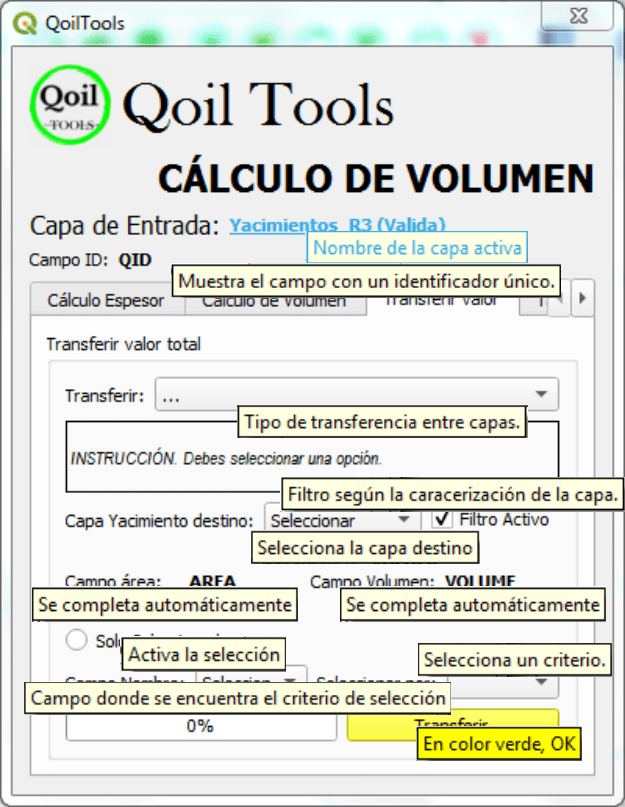 QoilTools
Qoil
TOOLS
Qoil Tools
CÁLCULO DE VOLUMEN
Capa de Entrada: Yacimientos_R3 (Valida)
Nombre de la capa activa
Campo ID: QID
Muestra el campo con un identificador único.
Cálculo Espesor Cálculo de Volumen Transferir valor
Transferir valor total
Transferir: ...
Tipo de transferencia entre capas.
INSTRUCCIÓN. Debes seleccionar una opción.
Filtro según la caracerización de la capa.
Capa Yacimiento destino: Seleccionar Filtro Activo
Selecciona la capa destino
Campo área: AREA Campo Volumen: VOLUME
Se completa automáticamente Se completa automáticamente
Activa la selección
Selecciona un criterio.
Campo Nombre: Seleccion Seleccionar por:
Campo donde se encuentra el criterio de selección
0% Transferir
En color verde, OK